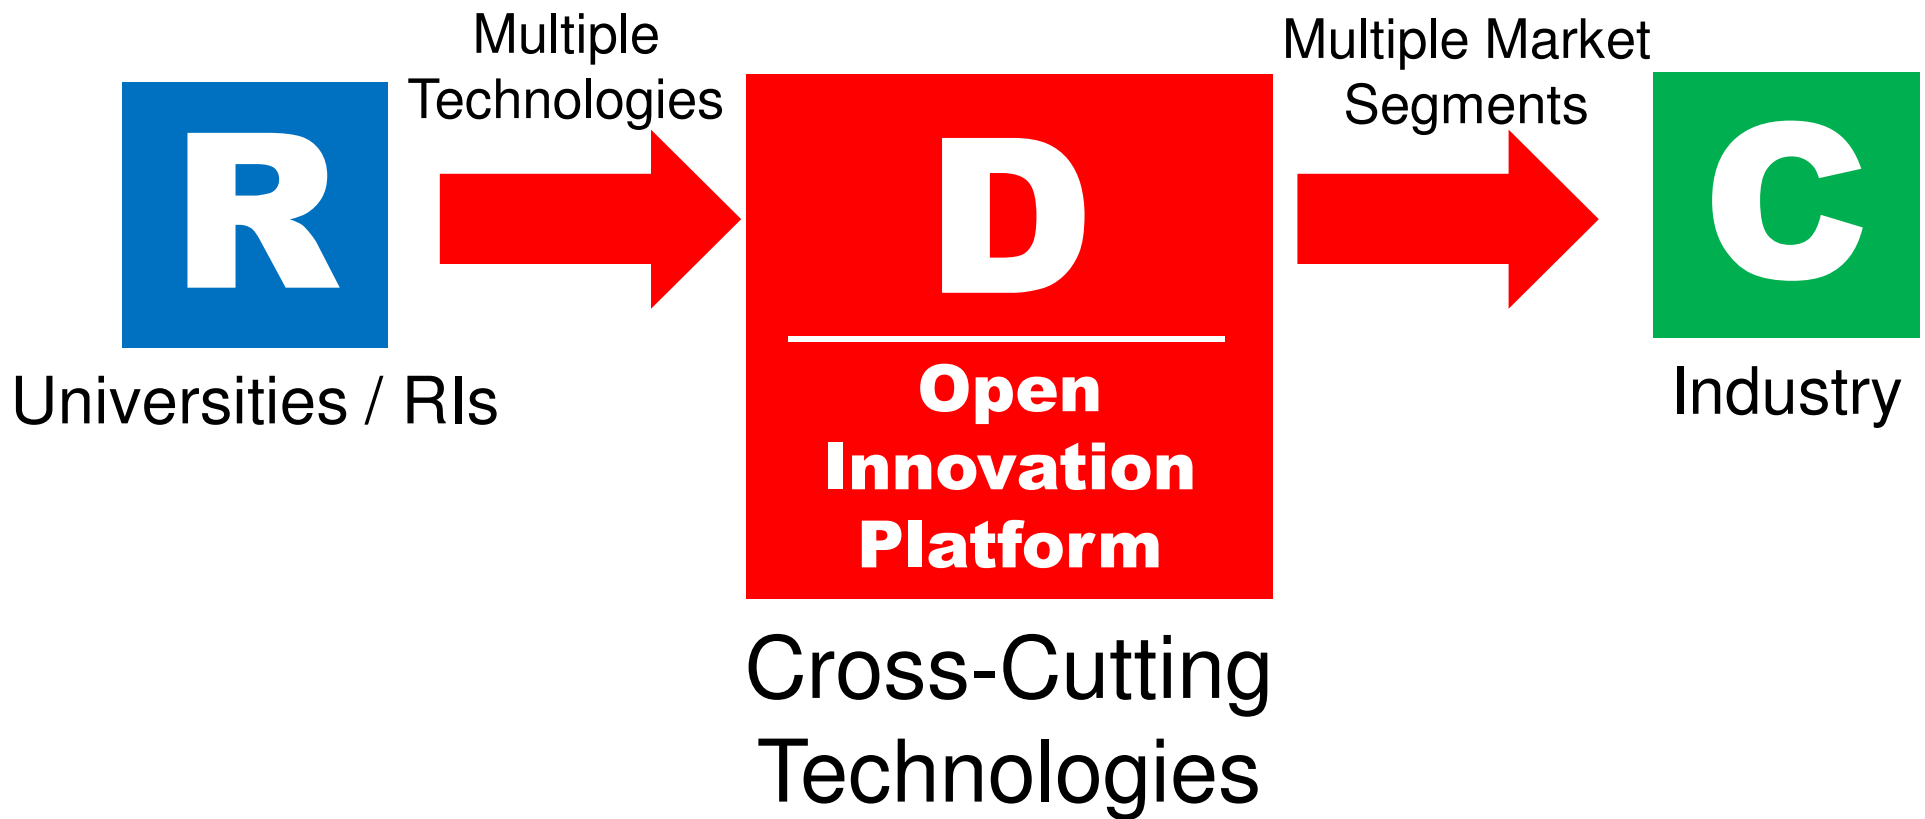 R
Universities / RIs
Multiple
Technologies
D
Open
Innovation
Platform
Cross-Cutting
Technologies
Multiple Market
Segments
C
Industry